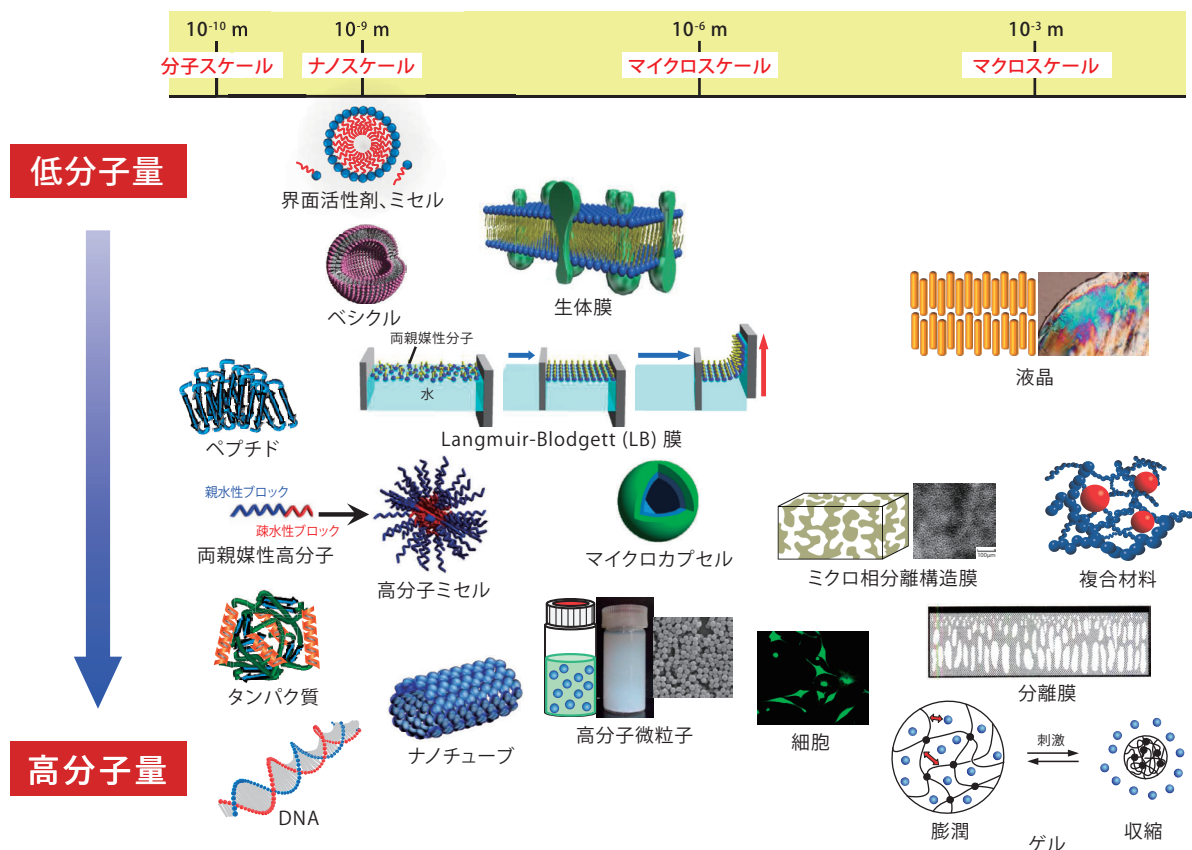 10-10 m
10-9 m
10-6 m
10-3 m
分子スケール
ナノスケール
マイクロスケール
マクロスケール
低分子量
界面活性剤、ミセル
ベシクル
生体膜
両親媒性分子
水
Langmuir-Blodgett (LB) 膜
液晶
ペプチド
親水性ブロック
疎水性ブロック
両親媒性高分子
高分子ミセル
マイクロカプセル
100μm
ミクロ相分離構造膜
複合材料
タンパク質
ナノチューブ
高分子微粒子
細胞
分離膜
高分子量
DNA
刺激
膨潤
収縮
ゲル